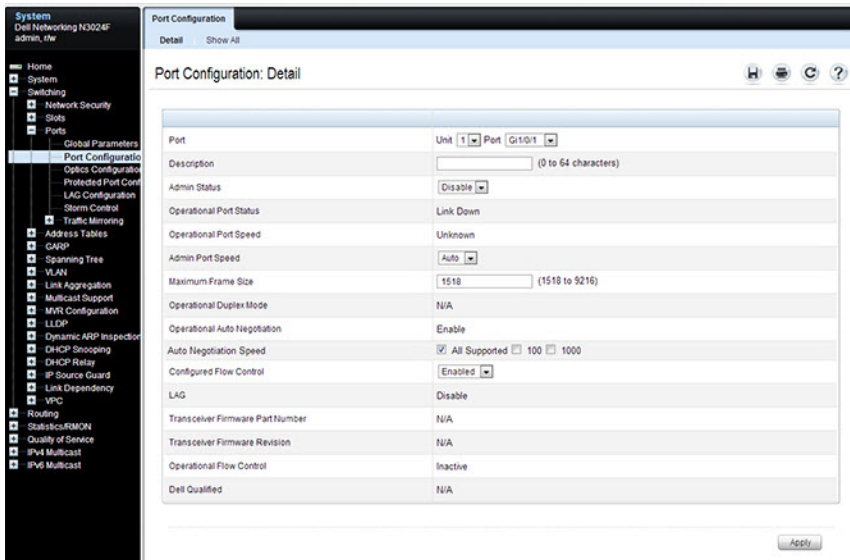 System
Dell Networking N3024F
admin, r/w
Port Configuration
Detail Show All
Port Configuration: Detail
Home
System
Switching
Network Security
Slots
Ports
Global Parameters
Port Configuratio
Optics Configuration
Protected Port Conf
LAG Configuration
Storm Control
Traffic Mirroring
Address Tables
GARP
Spanning Tree
VLAN
Link Aggregation
Multicast Support
MVR Configuration
LLDP
Dynamic ARP Inspection
DHCP Snooping
DHCP Relay
IP Source Guard
Link Dependency
VPC
Routing
Statistics/RMON
Quality of Service
IPv4 Multicast
IPv6 Multicast
Port Unit 1 Port Gi1/0/1
Description (0 to 64 characters)
Admin Status Disable
Operational Port Status Link Down
Operational Port Speed Unknown
Admin Port Speed Auto
Maximum Frame Size 1518 (1518 to 9216)
Operational Duplex Mode N/A
Operational Auto Negotiation Enable
Auto Negotiation Speed All Supported 100 1000
Configured Flow Control Enabled
LAG Disable
Transceiver Firmware Part Number N/A
Transceiver Firmware Revision N/A
Operational Flow Control Inactive
Dell Qualified N/A
Apply